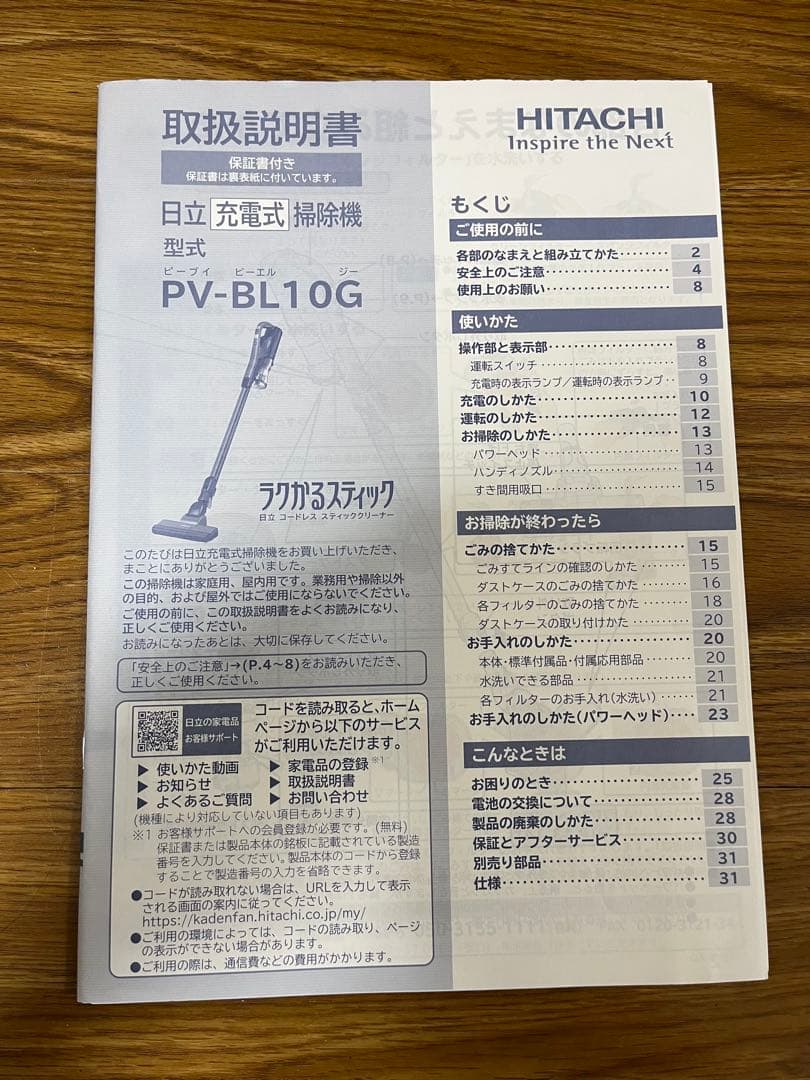 取扱説明書
保証書付き
保証書は裏表紙に付いています。
日立 充電式 掃除機
型式
ピーブイ ビーエル ジー
PV-BL10G
ラクかるスティック
日立 コードレス スティッククリーナー
このたびは日立充電式掃除機をお買い上げいただき、
まことにありがとうございました。
この掃除機は家庭用、屋内用です。業務用や掃除以外
の目的、および屋外ではご使用にならないでください。
ご使用の前に、この取扱説明書をよくお読みになり、
正しくご使用ください。
お読みになったあとは、大切に保存してください。
「安全上のご注意」→(P.4~8)をお読みいただき、
正しくご使用ください。
日立の家電品
お客様サポート
コードを読み取ると、ホーム
ページから以下のサービス
がご利用いただけます。
▶ 使いかた動画 ▶ 家電品の登録※1
▶ お知らせ ▶ 取扱説明書
▶ よくあるご質問 ▶ お問い合わせ
(機種により対応していない項目もあります)
※1 お客様サポートへの会員登録が必要です。(無料)
保証書または製品本体の銘板に記載されている製造
番号を入力してください。製品本体のコードから登録
することで製造番号の入力を省略できます。
●コードが読み取れない場合は、URLを入力して表示
される画面の案内に従ってください。
https://kadenfan.hitachi.co.jp/my/
●ご利用の環境によっては、コードの読み取り、ページ
の表示ができない場合があります。
●ご利用の際は、通信費などの費用がかかります。
HITACHI
Inspire the Next
もくじ
ご使用の前に
各部のなまえと組み立てかた········ 2
安全上のご注意···················· 4
使用上のお願い···················· 8
使いかた
操作部と表示部···················· 8
運転スイッチ···················· 8
充電時の表示ランプ/運転時の表示ランプ·· 9
充電のしかた···················· 10
運転のしかた···················· 12
お掃除のしかた···················· 13
パワーヘッド···················· 13
ハンディノズル···················· 14
すき間用吸口···················· 15
お掃除が終わったら
ごみの捨てかた···················· 15
ごみすてラインの確認のしかた········ 15
ダストケースのごみの捨てかた········ 16
各フィルターのごみの捨てかた········ 18
ダストケースの取り付けかた········ 20
お手入れのしかた···················· 20
本体・標準付属品・付属応用部品········ 20
水洗いできる部品···················· 21
各フィルターのお手入れ(水洗い)···· 21
お手入れのしかた(パワーヘッド)···· 23
こんなときは
お困りのとき···················· 25
電池の交換について················ 28
製品の廃棄のしかた················ 28
保証とアフターサービス············ 30
別売り部品···················· 31
仕様···················· 31